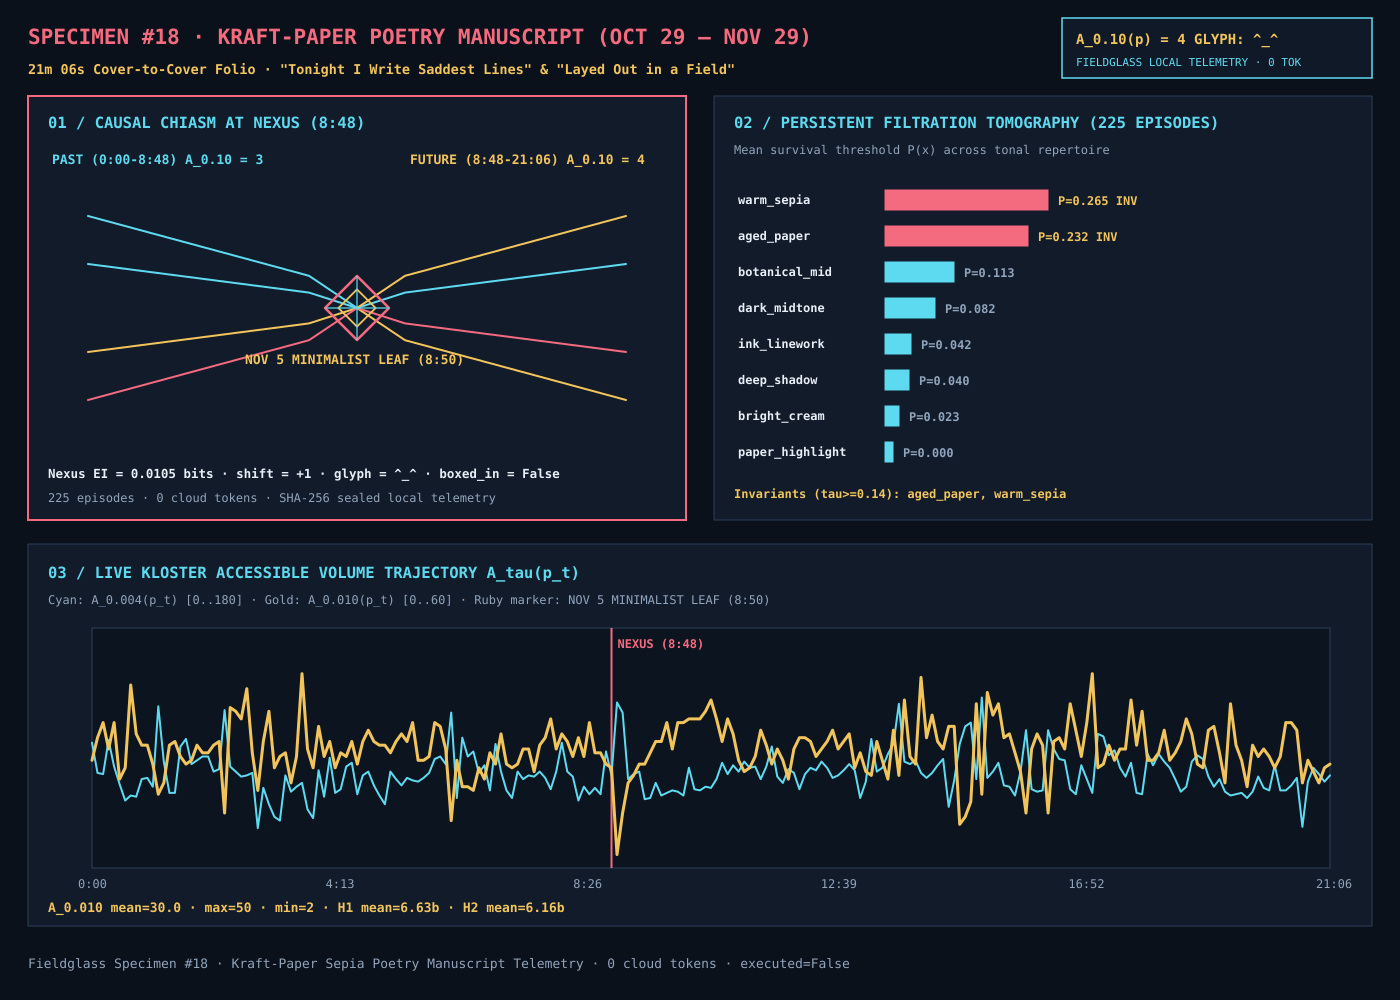 SPECIMEN #18 · KRAFT-PAPER POETRY MANUSCRIPT (OCT 29 — NOV 29)
21m 06s Cover-to-Cover Folio · "Tonight I Write Saddest Lines" & "Layed Out in a Field"
A_0.10(p) = 4 GLYPH: ^_^
FIELDGLASS LOCAL TELEMETRY · 0 TOK
01 / CAUSAL CHIASM AT NEXUS (8:48)
PAST (0:00-8:48) A_0.10 = 3
FUTURE (8:48-21:06) A_0.10 = 4
NOV 5 MINIMALIST LEAF (8:50)
Nexus EI = 0.0105 bits · shift = +1 · glyph = ^_^ · boxed_in = False
225 episodes · 0 cloud tokens · SHA-256 sealed local telemetry
02 / PERSISTENT FILTRATION TOMOGRAPHY (225 EPISODES)
Mean survival threshold P(x) across tonal repertoire
warm_sepia P=0.265 INV
aged_paper P=0.232 INV
botanical_mid P=0.113
dark_midtone P=0.082
ink_linework P=0.042
deep_shadow P=0.040
bright_cream P=0.023
paper_highlight P=0.000
Invariants (tau>=0.14): aged_paper, warm_sepia
03 / LIVE KLOSTER ACCESSIBLE VOLUME TRAJECTORY A_tau(p_t)
Cyan: A_0.004(p_t) [0..180] · Gold: A_0.010(p_t) [0..60] · Ruby marker: NOV 5 MINIMALIST LEAF (8:50)
NEXUS (8:48)
0:00 4:13 8:26 12:39 16:52 21:06
A_0.010 mean=30.0 · max=50 · min=2 · H1 mean=6.63b · H2 mean=6.16b
Fieldglass Specimen #18 · Kraft-Paper Sepia Poetry Manuscript Telemetry · 0 cloud tokens · executed=False